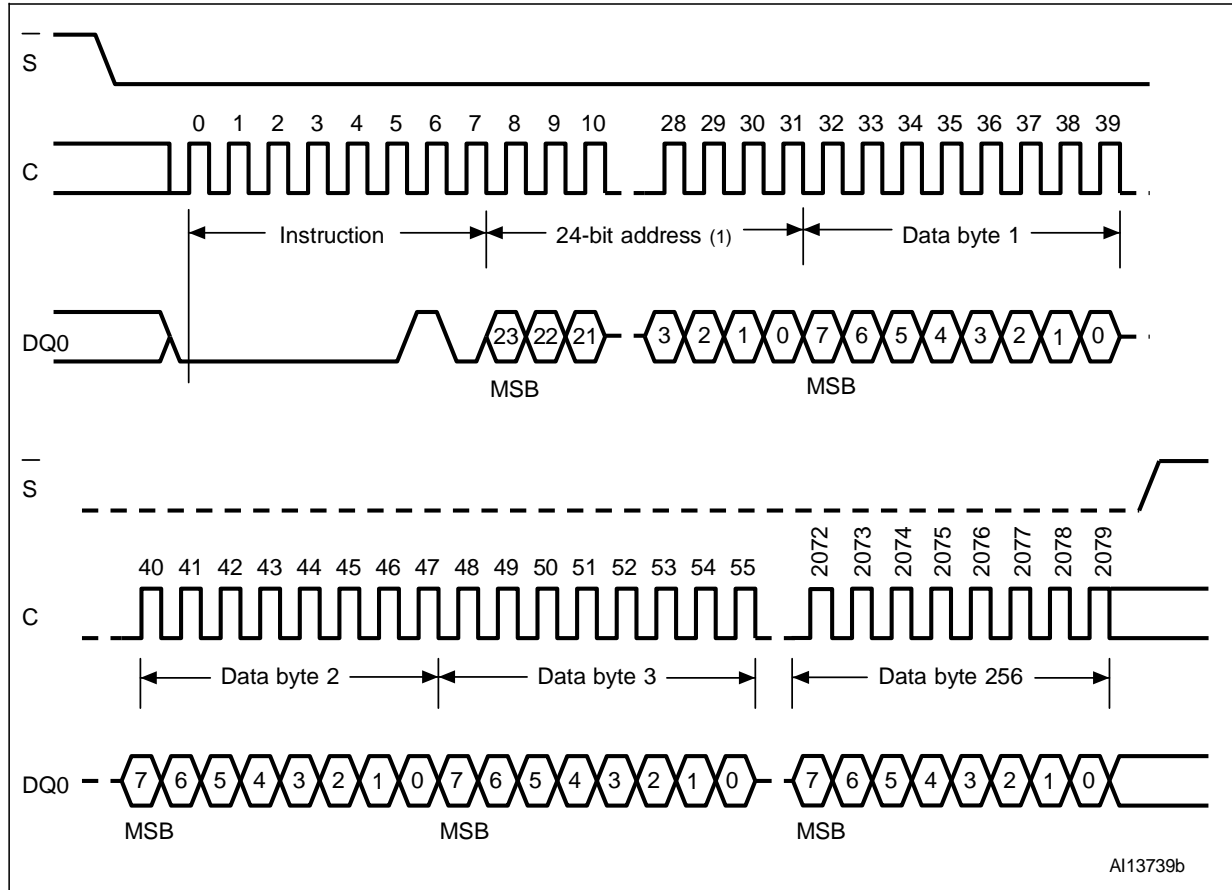 S
0 1 2 3 4 5 6 7 8 9 10 28 29 30 31 32 33 34 35 36 37 38 39
C
Instruction 24-bit address (1) Data byte 1
DQ0 23 22 21 3 2 1 0 7 6 5 4 3 2 1 0
MSB MSB
S
40 41 42 43 44 45 46 47 48 49 50 51 52 53 54 55 2072 2073 2074 2075 2076 2077 2078 2079
C
Data byte 2 Data byte 3 Data byte 256
DQ0 7 6 5 4 3 2 1 0 7 6 5 4 3 2 1 0 7 6 5 4 3 2 1 0
MSB MSB MSB
AI13739b